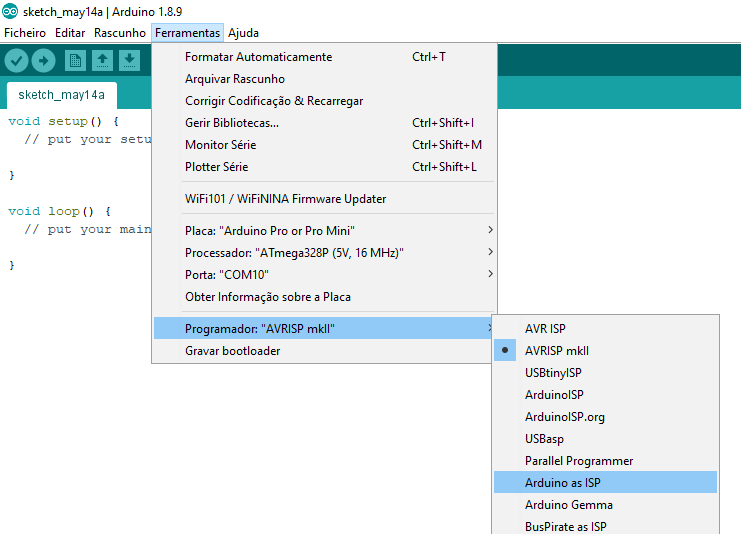 sketch_may14a | Arduino 1.8.9
Ficheiro Editar Rascunho Ferramentas Ajuda
sketch_may14a
void setup() {
// put your setu
}
void loop() {
// put your main
}
Formatar Automaticamente Ctrl+T
Arquivar Rascunho
Corrigir Codificação & Recarregar
Gerir Bibliotecas... Ctrl+Shift+I
Monitor Série Ctrl+Shift+M
Plotter Série Ctrl+Shift+L
WiFi101 / WiFiNINA Firmware Updater
Placa: "Arduino Pro or Pro Mini"
Processador: "ATmega328P (5V, 16 MHz)"
Porta: "COM10"
Obter Informação sobre a Placa
Programador: "AVRISP mkII"
Gravar bootloader
AVR ISP
AVRISP mkII
USBtinyISP
ArduinoISP
ArduinoISP.org
USBasp
Parallel Programmer
Arduino as ISP
Arduino Gemma
BusPirate as ISP